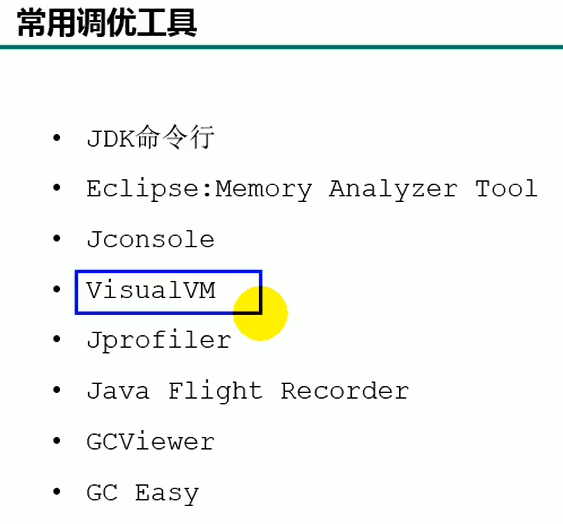 常用调优工具
• JDK命令行
• Eclipse:Memory Analyzer Tool
• Jconsole
• VisualVM
• Jprofiler
• Java Flight Recorder
• GCViewer
• GC Easy